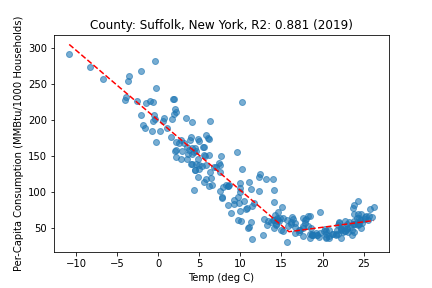 County: Suffolk, New York, R2: 0.881 (2019)
Per-Capita Consumption (MMBtu/1000 Households)
300
250
200
150
100
50
−10 −5 0 5 10 15 20 25
Temp (deg C)